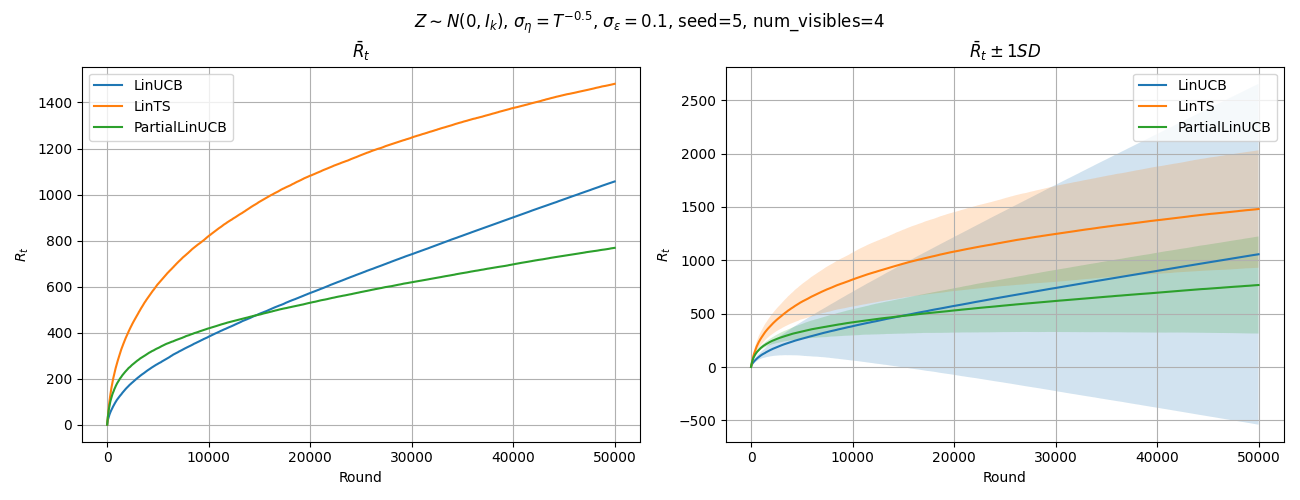 Z ~ N(0, I_k), σ_η = T^{-0.5}, σ_ε = 0.1, seed=5, num_visibles=4
R̄_t
R_t
1400
1200
1000
800
600
400
200
0
LinUCB
LinTS
PartialLinUCB
0 10000 20000 30000 40000 50000
Round
R̄_t ± 1SD
R_t
2500
2000
1500
1000
500
0
−500
LinUCB
LinTS
PartialLinUCB
0 10000 20000 30000 40000 50000
Round